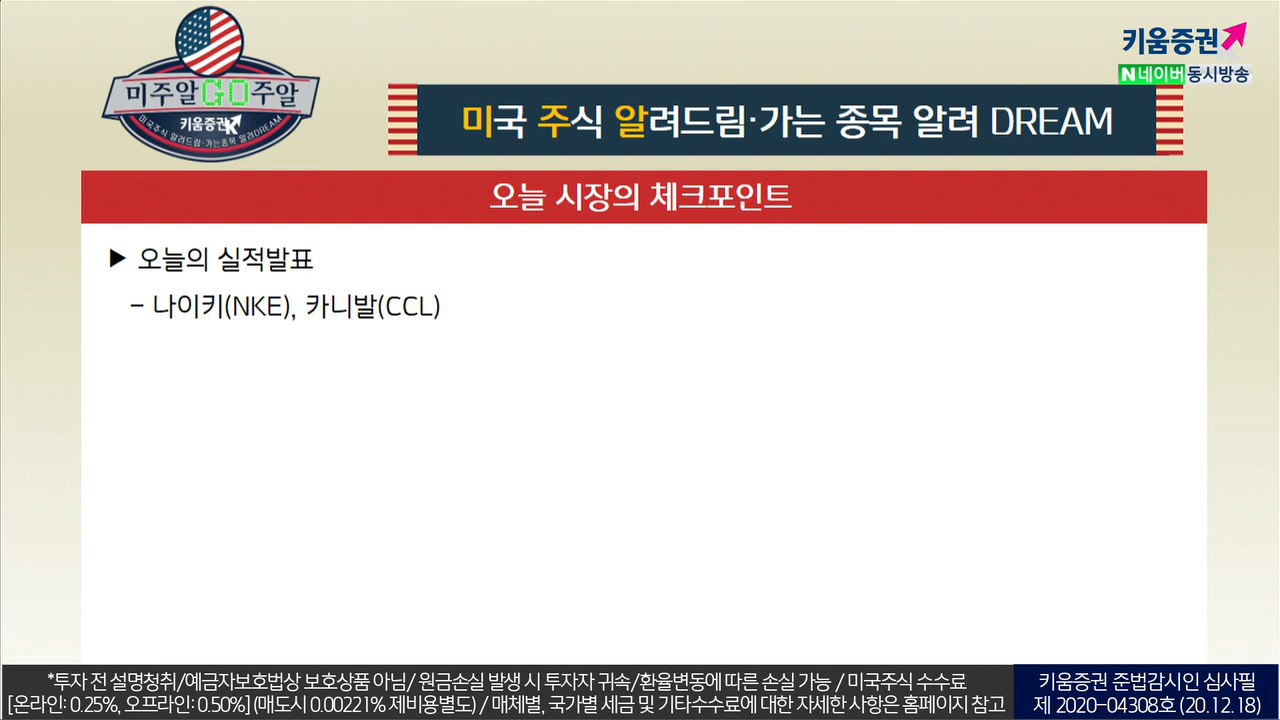 미주알GO주알
키움증권
미국주식 알려드림·가는종목 알려DREAM
키움증권
N 네이버 동시방송
미국 주식 알려드림·가는 종목 알려 DREAM
오늘 시장의 체크포인트
▶ 오늘의 실적발표
- 나이키(NKE), 카니발(CCL)
*투자 전 설명청취/예금자보호법상 보호상품 아님/ 원금손실 발생 시 투자자 귀속/환율변동에 따른 손실 가능 / 미국주식 수수료
[온라인: 0.25%, 오프라인: 0.50%] (매도시 0.00221% 제비용별도) / 매체별, 국가별 세금 및 기타수수료에 대한 자세한 사항은 홈페이지 참고
키움증권 준법감시인 심사필
제 2020-04308호 (20.12.18)